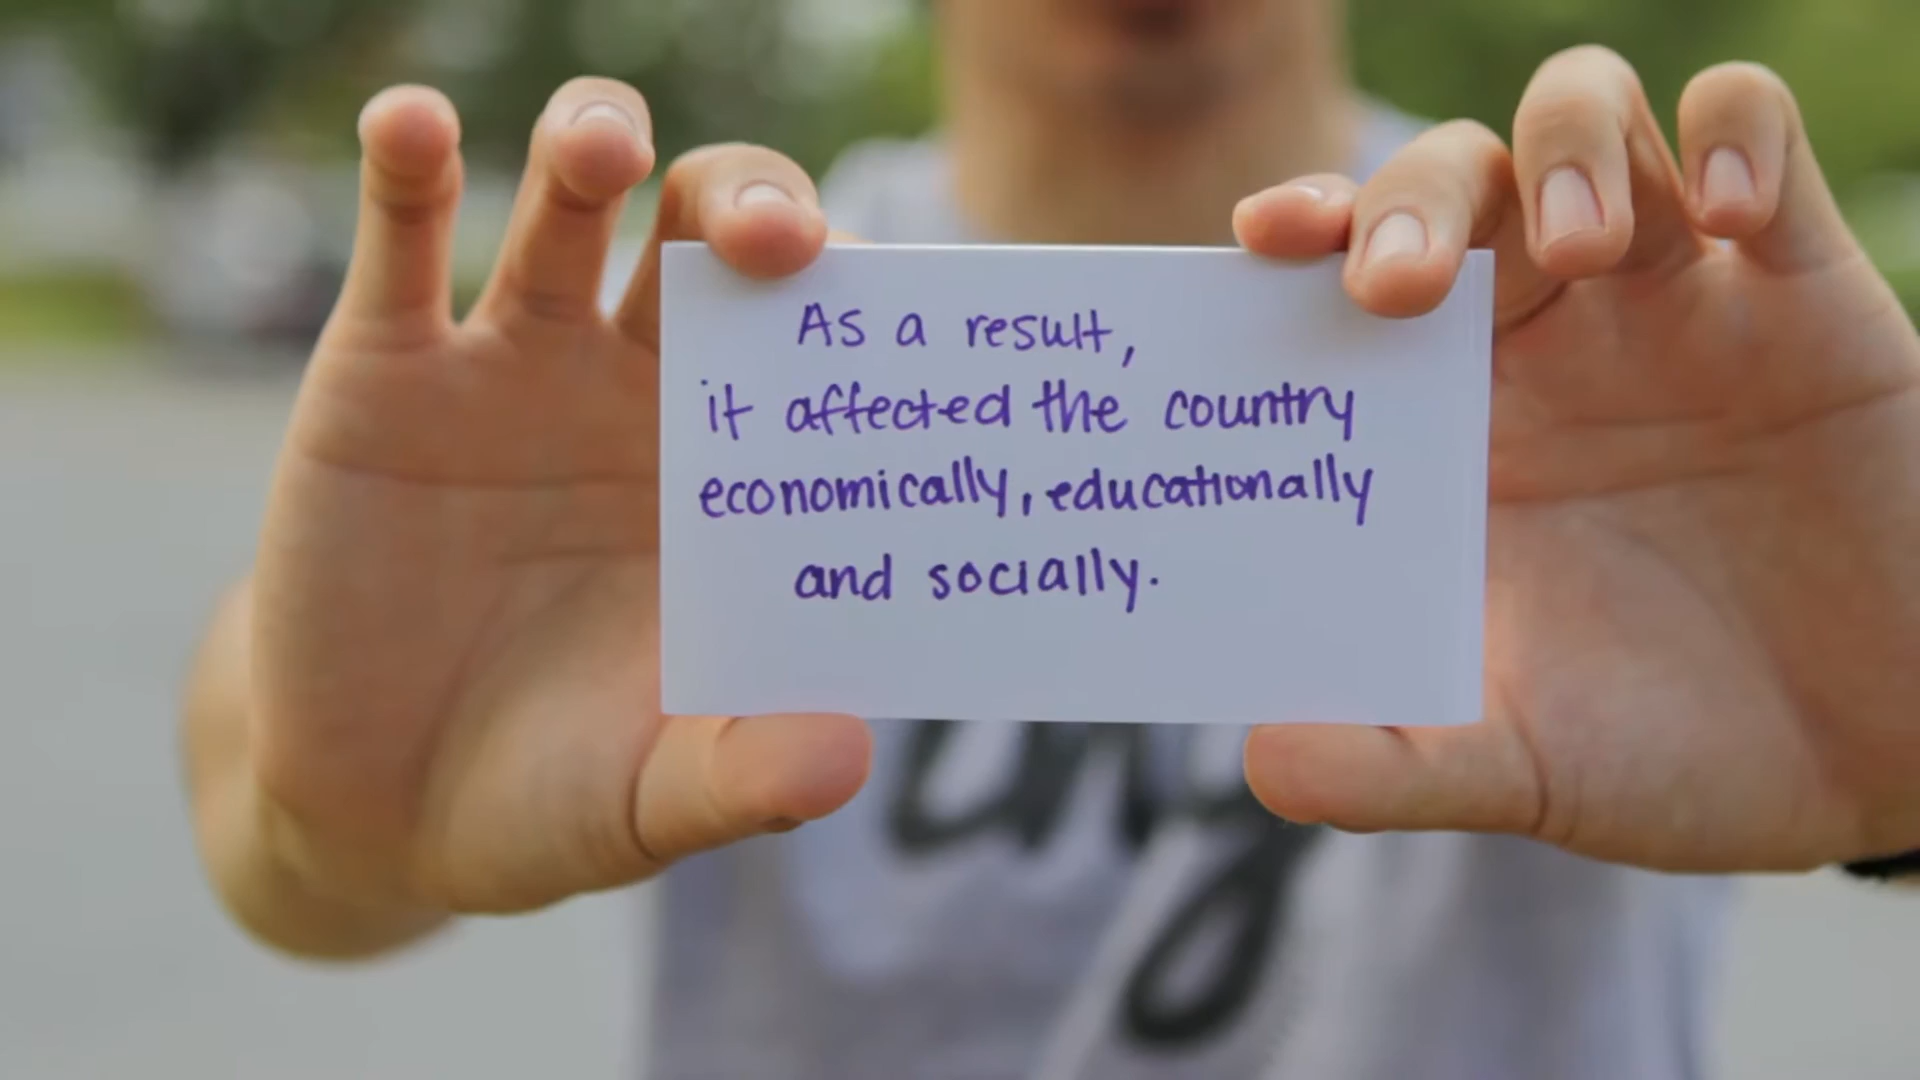 As a result,
it affected the country
economically, educationally
and socially.